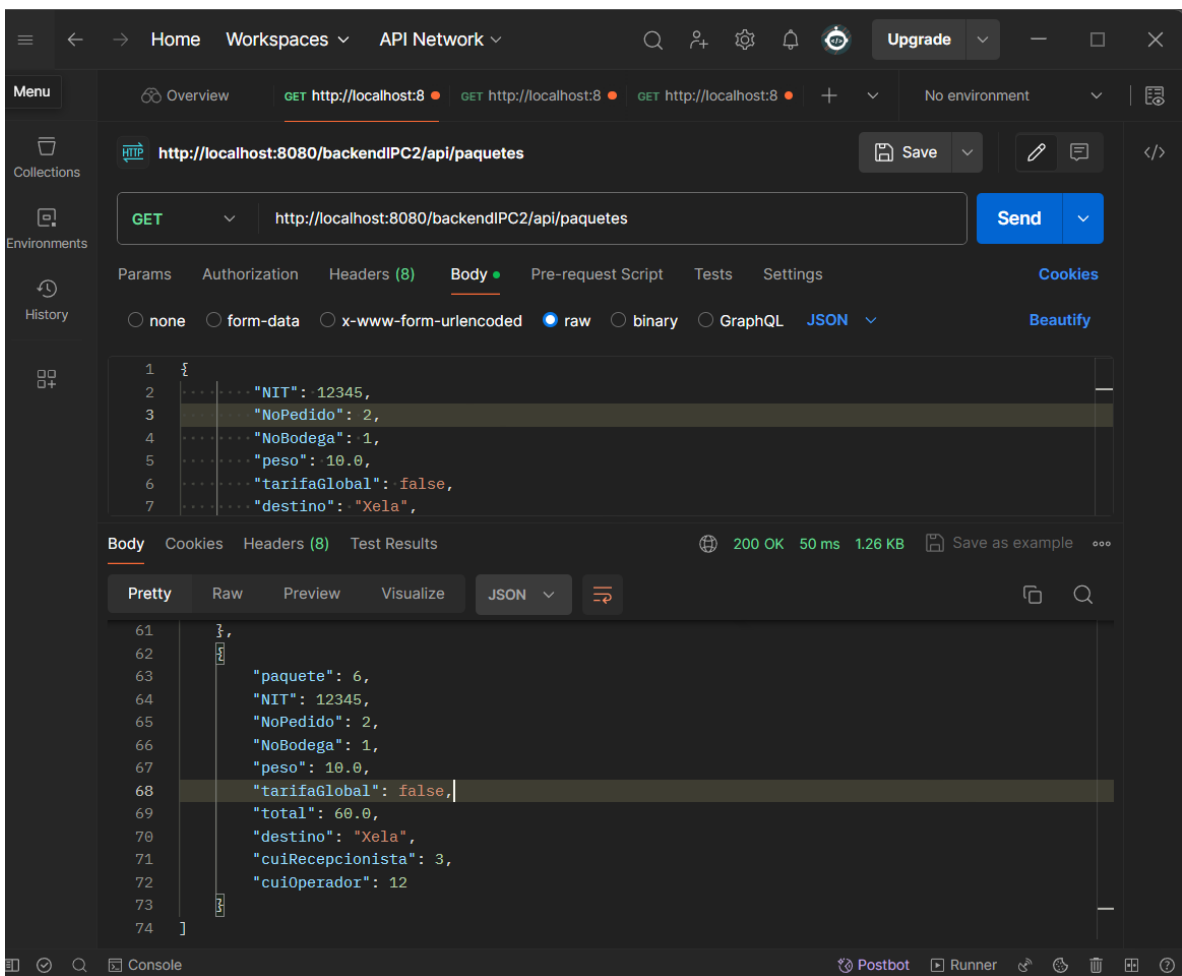 Home Workspaces API Network Upgrade
Menu
Overview GET http://localhost:8 GET http://localhost:8 GET http://localhost:8 No environment
HTTP http://localhost:8080/backendIPC2/api/paquetes Save
Collections
GET http://localhost:8080/backendIPC2/api/paquetes Send
Environments
Params Authorization Headers (8) Body Pre-request Script Tests Settings Cookies
History
none form-data x-www-form-urlencoded raw binary GraphQL JSON Beautify
1 {
2 "NIT": 12345,
3 "NoPedido": 2,
4 "NoBodega": 1,
5 "peso": 10.0,
6 "tarifaGlobal": false,
7 "destino": "Xela",
Body Cookies Headers (8) Test Results 200 OK 50 ms 1.26 KB Save as example
Pretty Raw Preview Visualize JSON
61 },
62 {
63 "paquete": 6,
64 "NIT": 12345,
65 "NoPedido": 2,
66 "NoBodega": 1,
67 "peso": 10.0,
68 "tarifaGlobal": false,
69 "total": 60.0,
70 "destino": "Xela",
71 "cuiRecepcionista": 3,
72 "cuiOperador": 12
73 }
74 ]
Console Postbot Runner